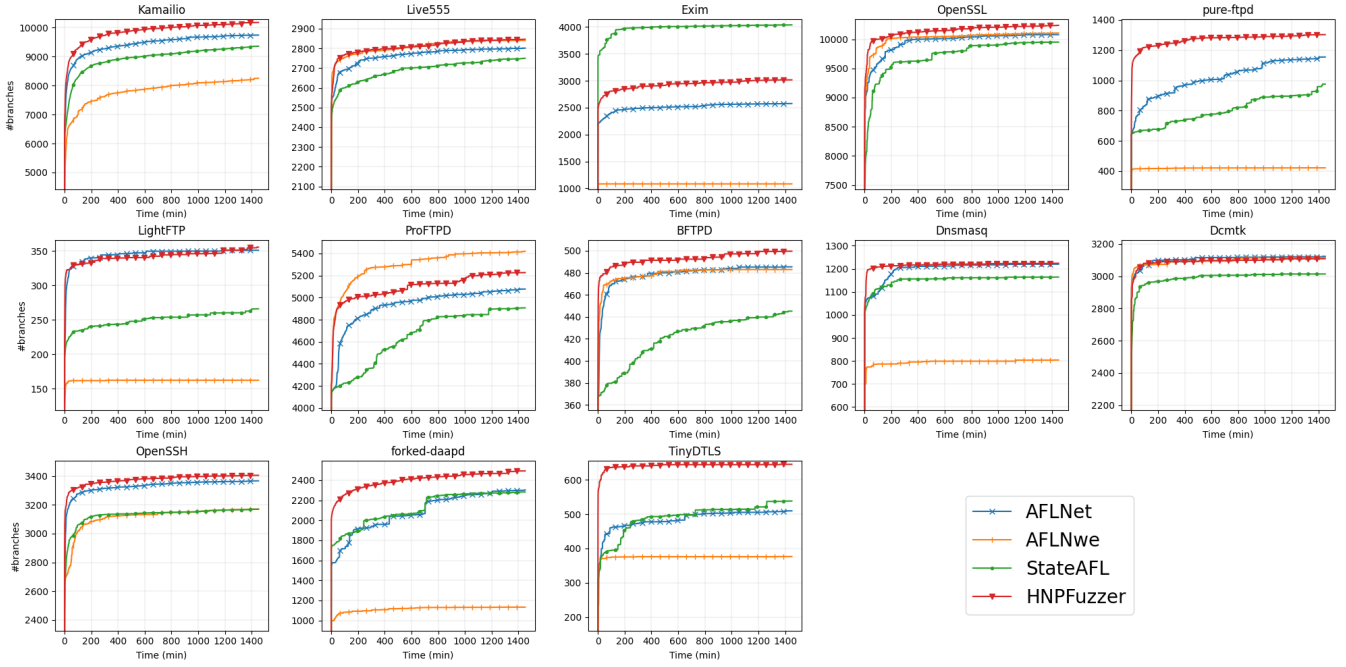 Kamailio
Live555
Exim
OpenSSL
pure-ftpd
10000
9000
8000
7000
6000
5000
#branches
0 200 400 600 800 1000 1200 1400
Time (min)
2900
2800
2700
2600
2500
2400
2300
2200
2100
0 200 400 600 800 1000 1200 1400
Time (min)
4000
3500
3000
2500
2000
1500
1000
0 200 400 600 800 1000 1200 1400
Time (min)
10000
9500
9000
8500
8000
7500
0 200 400 600 800 1000 1200 1400
Time (min)
1400
1200
1000
800
600
400
0 200 400 600 800 1000 1200 1400
Time (min)
LightFTP
ProFTPD
BFTPD
Dnsmasq
Dcmtk
350
300
250
200
150
#branches
0 200 400 600 800 1000 1200 1400
Time (min)
5400
5200
5000
4800
4600
4400
4200
4000
0 200 400 600 800 1000 1200 1400
Time (min)
500
480
460
440
420
400
380
360
0 200 400 600 800 1000 1200 1400
Time (min)
1300
1200
1100
1000
900
800
700
600
0 200 400 600 800 1000 1200 1400
Time (min)
3200
3000
2800
2600
2400
2200
0 200 400 600 800 1000 1200 1400
Time (min)
OpenSSH
forked-daapd
TinyDTLS
3400
3200
3000
2800
2600
2400
#branches
0 200 400 600 800 1000 1200 1400
Time (min)
2400
2200
2000
1800
1600
1400
1200
1000
0 200 400 600 800 1000 1200 1400
Time (min)
600
500
400
300
200
0 200 400 600 800 1000 1200 1400
Time (min)
AFLNet
AFLNwe
StateAFL
HNPFuzzer